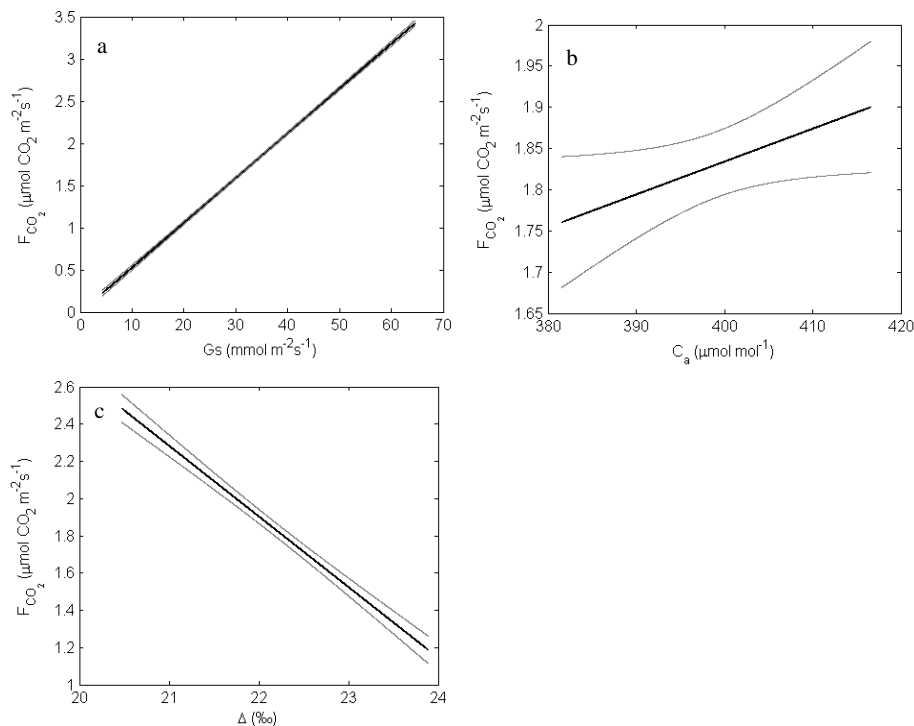 a
3.5
3
2.5
2
1.5
1
0.5
0
0 10 20 30 40 50 60 70
F_CO2 (μmol CO2 m-2s-1)
Gs (mmol m-2s-1)
b
2
1.95
1.9
1.85
1.8
1.75
1.7
1.65
380 390 400 410 420
F_CO2 (μmol CO2 m-2s-1)
Ca (μmol mol-1)
c
2.6
2.4
2.2
2
1.8
1.6
1.4
1.2
1
20 21 22 23 24
F_CO2 (μmol CO2 m-2s-1)
Δ (‰)